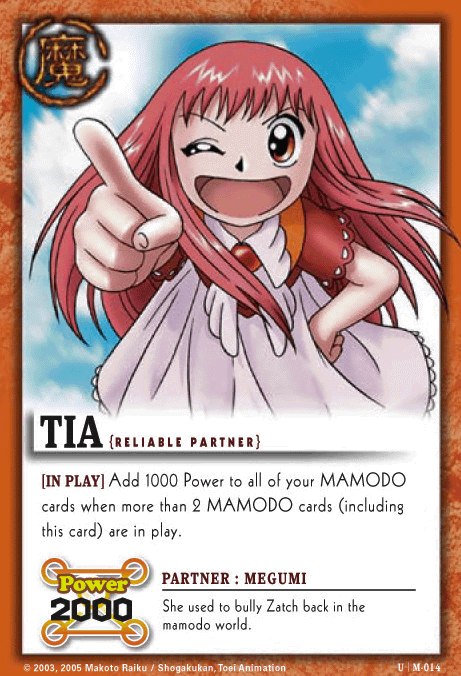 魔
TIA {RELIABLE PARTNER}
[IN PLAY] Add 1000 Power to all of your MAMODO
cards when more than 2 MAMODO cards (including
this card) are in play.
Power
2000
PARTNER : MEGUMI
She used to bully Zatch back in the
mamodo world.
© 2003, 2005 Makoto Raiku / Shogakukan, Toei Animation
U | M-014